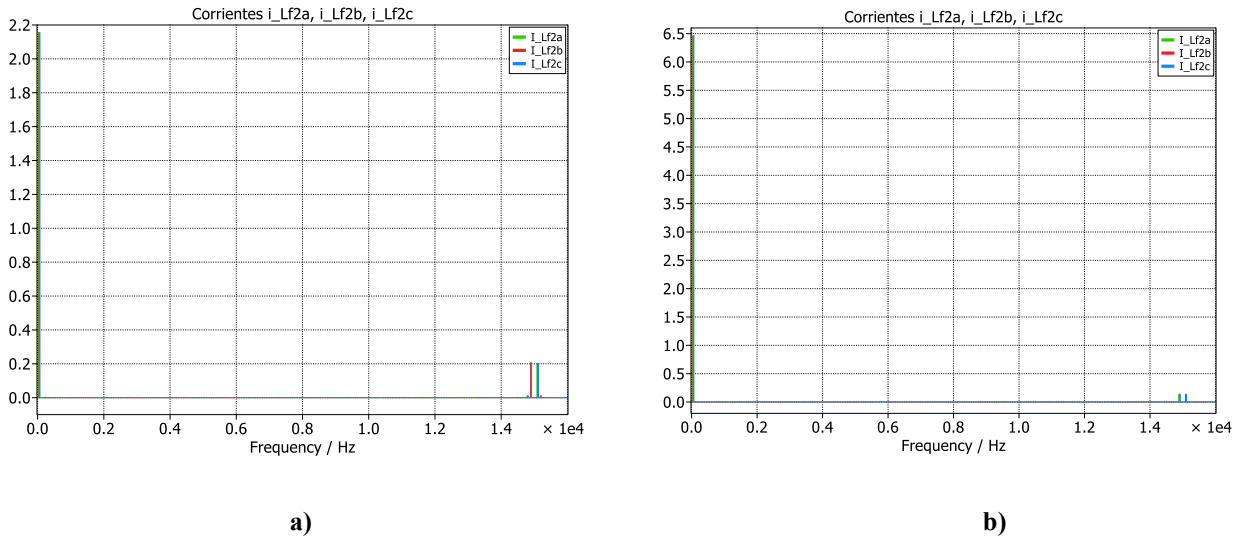 Corrientes i_Lf2a, i_Lf2b, i_Lf2c
2.2
2.0
1.8
1.6
1.4
1.2
1.0
0.8
0.6
0.4
0.2
0.0
I_Lf2a
I_Lf2b
I_Lf2c
0.0 0.2 0.4 0.6 0.8 1.0 1.2 1.4 × 1e4
Frequency / Hz
a)
Corrientes i_Lf2a, i_Lf2b, i_Lf2c
6.5
6.0
5.5
5.0
4.5
4.0
3.5
3.0
2.5
2.0
1.5
1.0
0.5
0.0
I_Lf2a
I_Lf2b
I_Lf2c
0.0 0.2 0.4 0.6 0.8 1.0 1.2 1.4 × 1e4
Frequency / Hz
b)